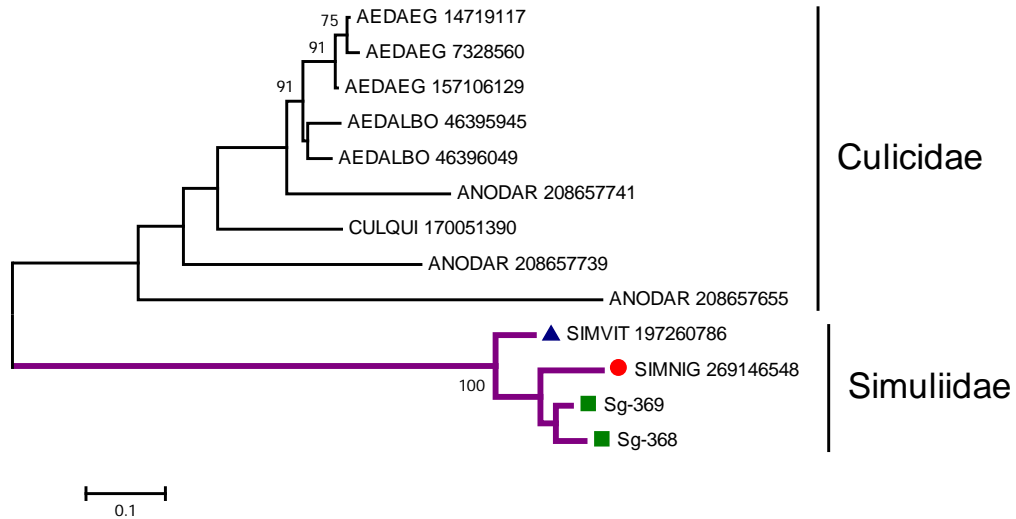 75
AEDAEG 14719117
91
AEDAEG 7328560
91
AEDAEG 157106129
AEDALBO 46395945
AEDALBO 46396049
Culicidae
ANODAR 208657741
CULQUI 170051390
ANODAR 208657739
ANODAR 208657655
SIMVIT 197260786
SIMNIG 269146548
100
Simuliidae
Sg-369
Sg-368
0.1